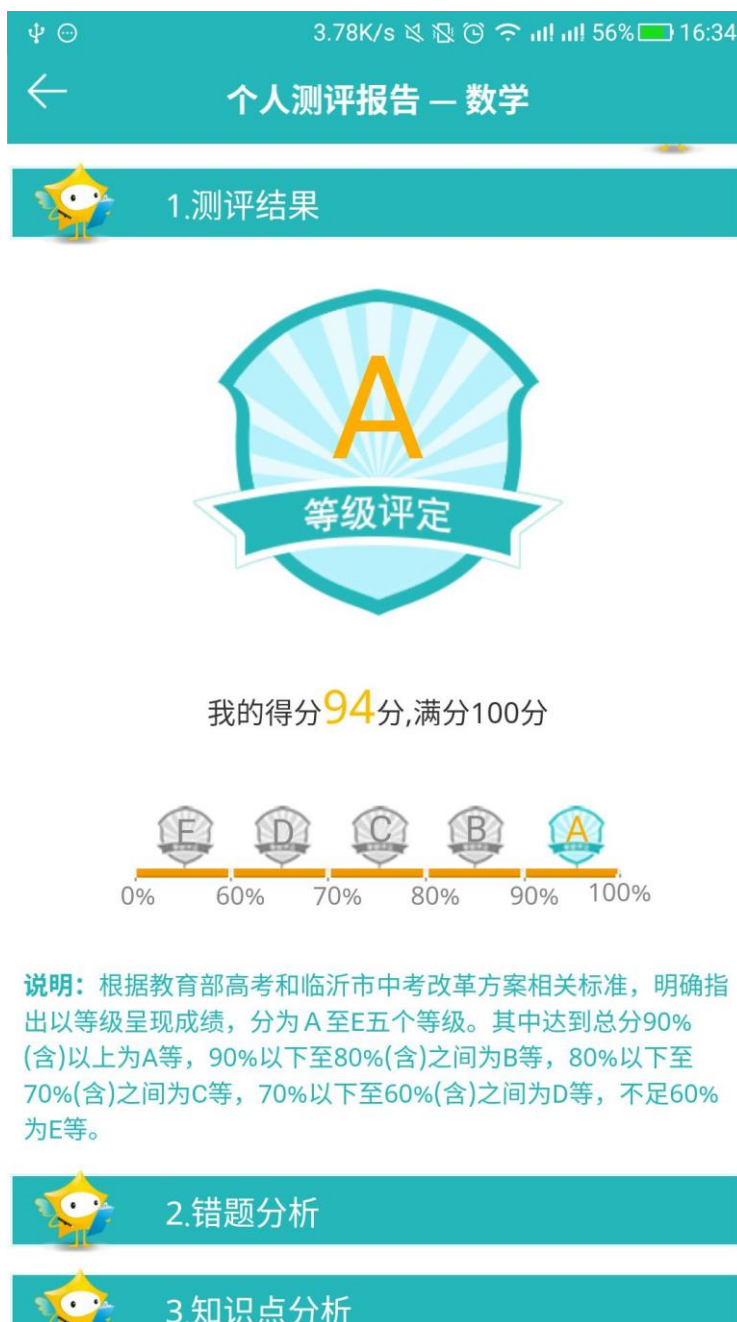 3.78K/s 56% 16:34
个人测评报告 — 数学
1.测评结果
A
等级评定
我的得分94分,满分100分
E D C B A
0% 60% 70% 80% 90% 100%
说明：根据教育部高考和临沂市中考改革方案相关标准，明确指
出以等级呈现成绩，分为A至E五个等级。其中达到总分90%
(含)以上为A等，90%以下至80%(含)之间为B等，80%以下至
70%(含)之间为C等，70%以下至60%(含)之间为D等，不足60%
为E等。
2.错题分析
3.知识点分析